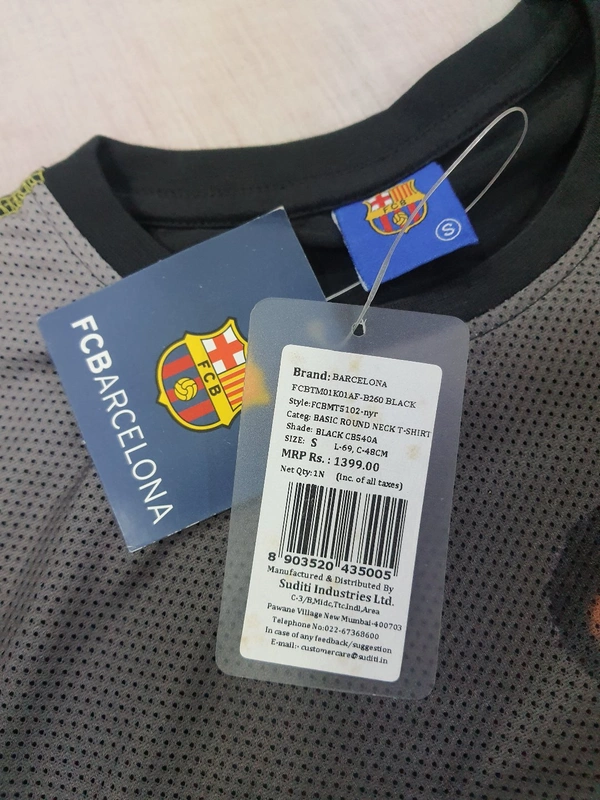 FCB
S
FCBARCELONA
FCB
Brand: BARCELONA
FCBTM01K01AF-B260 BLACK
Style:FCBMTS102-nyr
Categ: BASIC ROUND NECK T-SHIRT
Shade: BLACK CB540A
SIZE: S L-69, C-48CM
MRP Rs. : 1399.00
Net Qty: 1N (Inc. of all taxes)
8 903520 435005
Manufactured & Distributed By
Suditi Industries Ltd.
C-3/B,Midc,Ttc.Indl,Area
Pawane Village New Mumbai-400703
Telephone No:022-67368600
In case of any feedback/suggestion
E-mail:- customercare@suditi.in